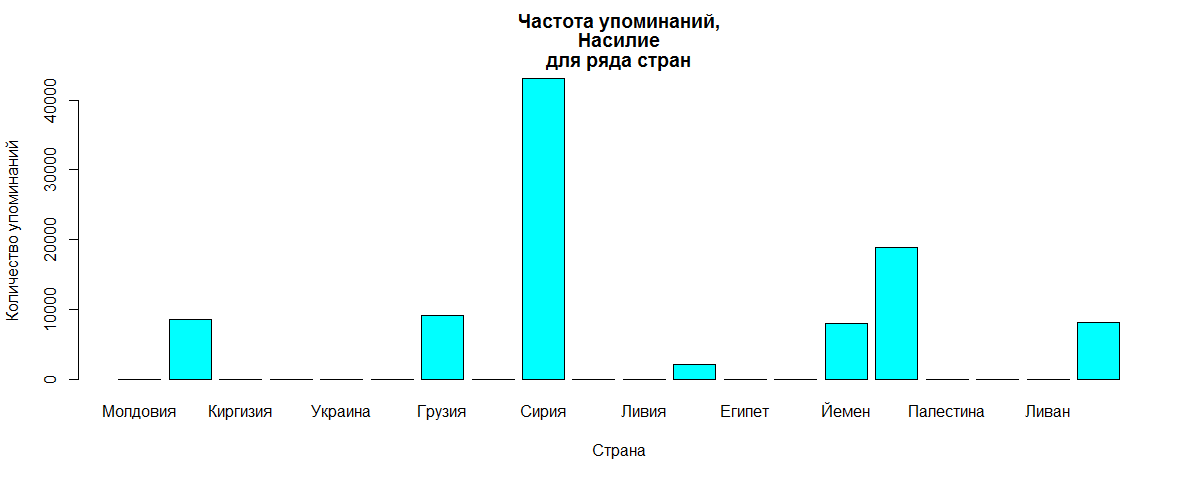 Частота упоминаний,
Насилие
для ряда стран
Количество упоминаний
40000
30000
20000
10000
0
Молдовия Киргизия Украина Грузия Сирия Ливия Египет Йемен Палестина Ливан
Страна